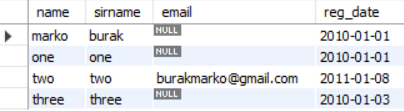 name sirname email reg_date
marko burak NULL 2010-01-01
one one NULL 2010-01-01
two two burakmarko@gmail.com 2011-01-08
three three NULL 2010-01-03